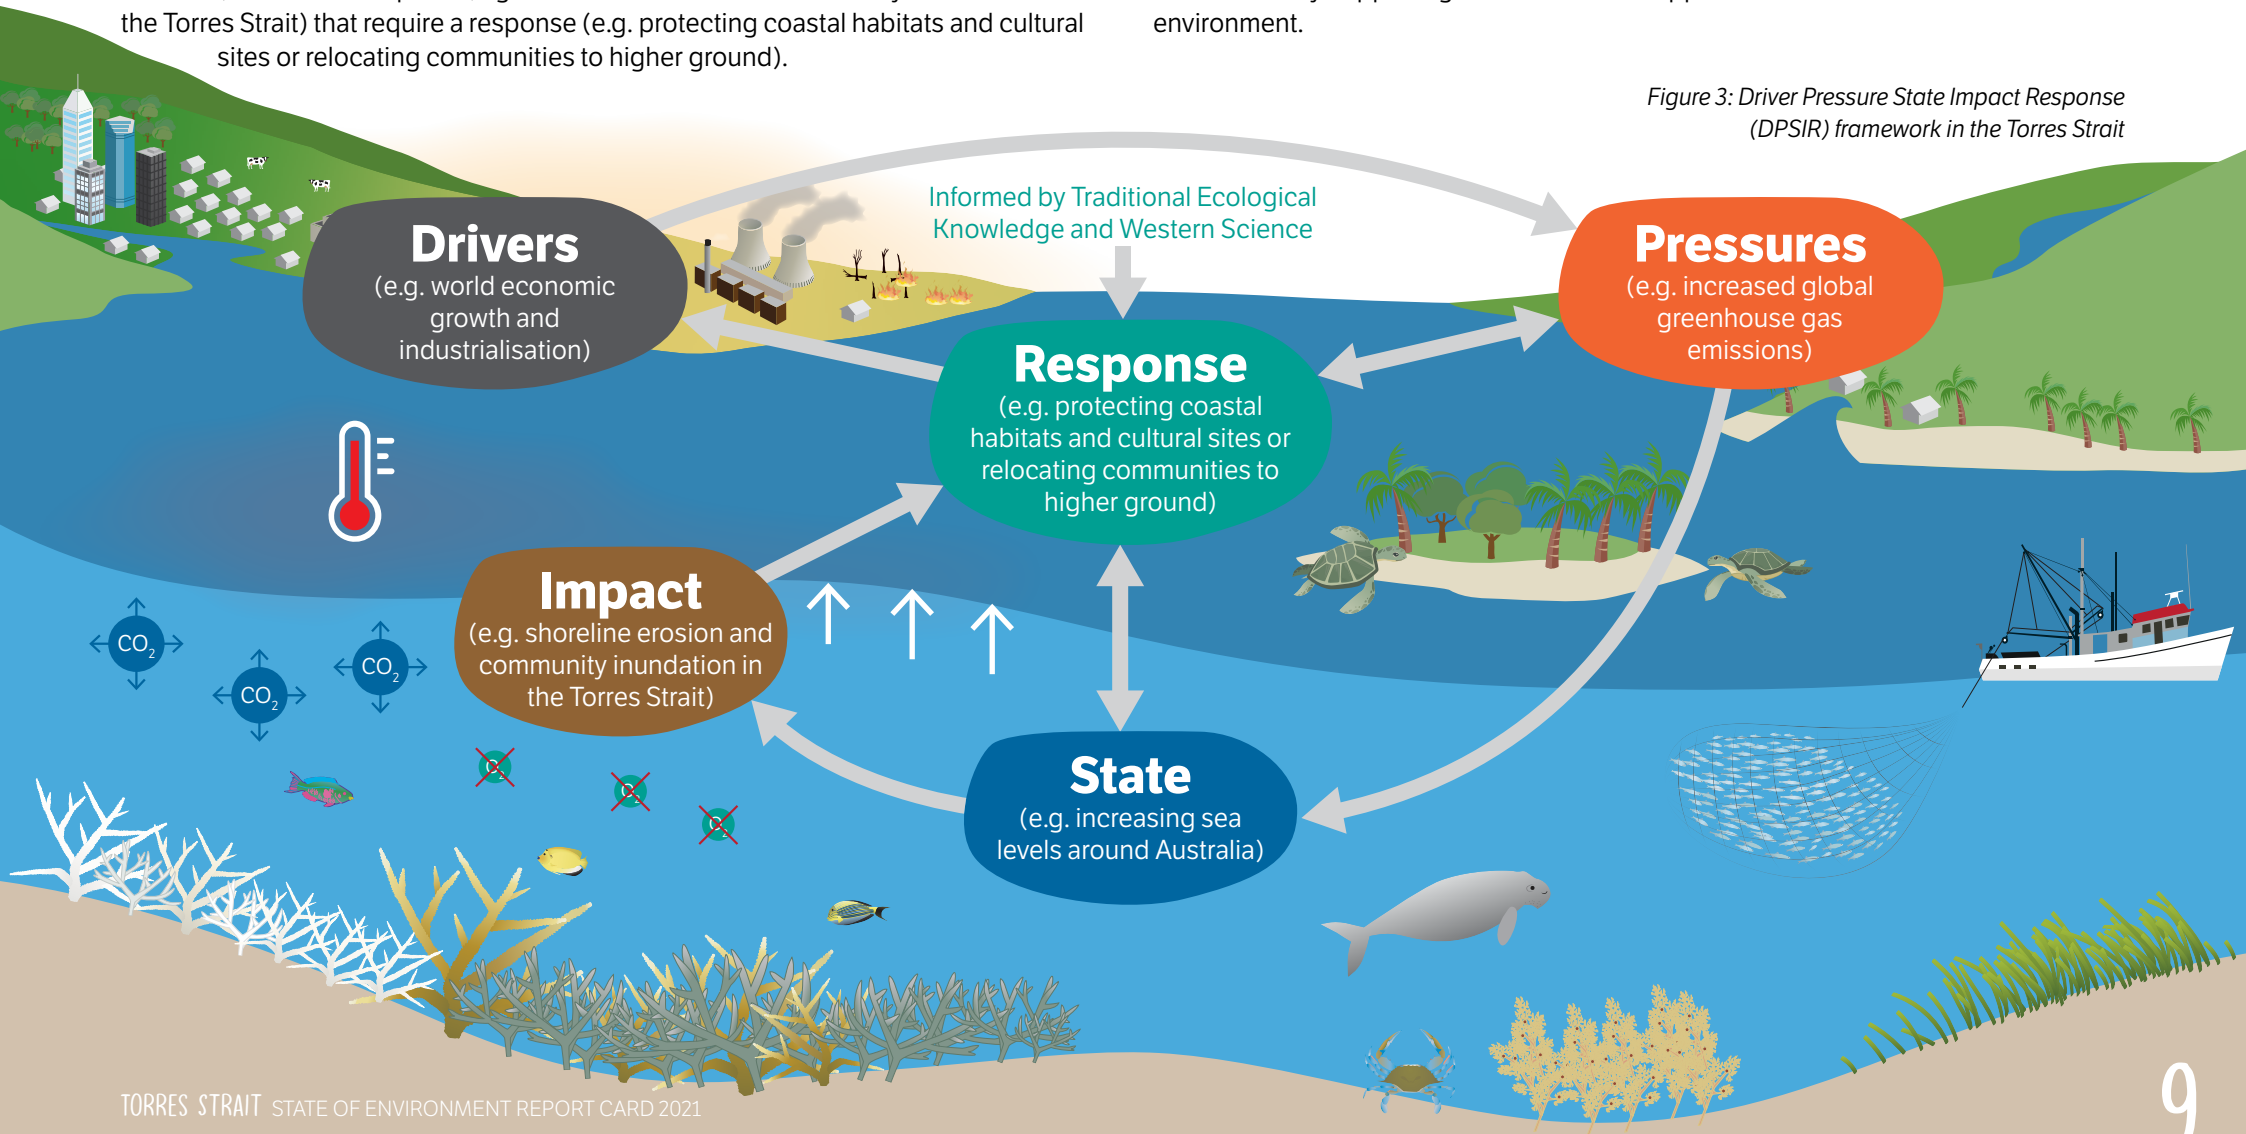 the Torres Strait) that require a response (e.g. protecting coastal habitats and cultural
sites or relocating communities to higher ground).
environment.
Figure 3: Driver Pressure State Impact Response
(DPSIR) framework in the Torres Strait
Informed by Traditional Ecological
Knowledge and Western Science
Drivers
(e.g. world economic
growth and
industrialisation)
Pressures
(e.g. increased global
greenhouse gas
emissions)
Response
(e.g. protecting coastal
habitats and cultural sites or
relocating communities to
higher ground)
Impact
(e.g. shoreline erosion and
community inundation in
the Torres Strait)
CO₂
CO₂
CO₂
O₂
O₂
O₂
State
(e.g. increasing sea
levels around Australia)
TORRES STRAIT STATE OF ENVIRONMENT REPORT CARD 2021
9